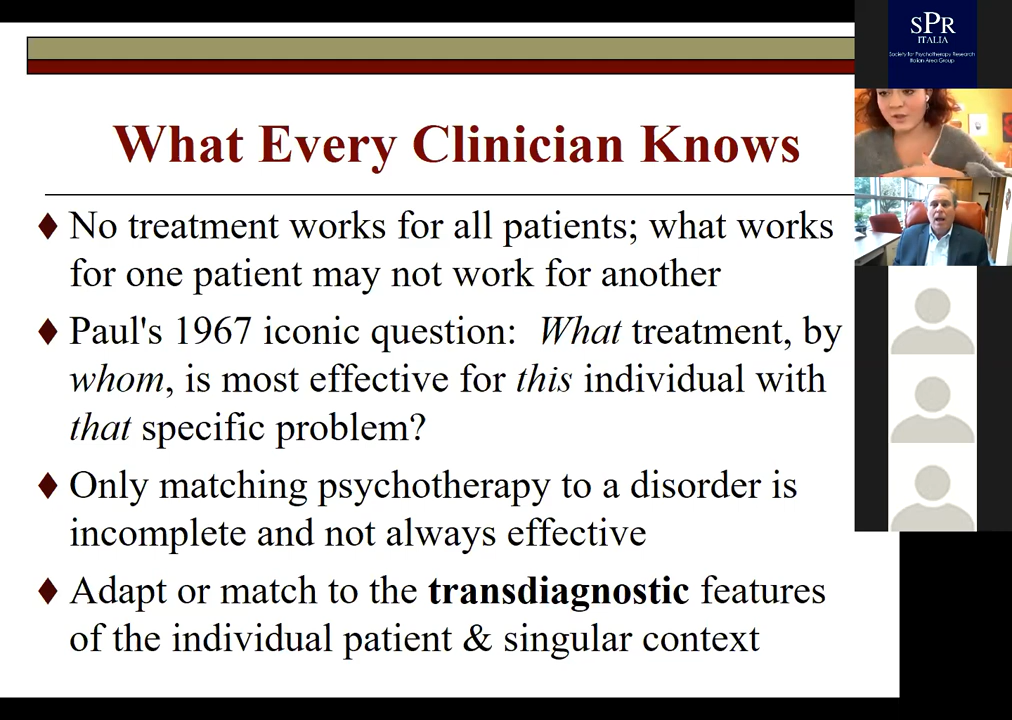 What Every Clinician Knows
No treatment works for all patients; what works
for one patient may not work for another
Paul's 1967 iconic question: What treatment, by
whom, is most effective for this individual with
that specific problem?
Only matching psychotherapy to a disorder is
incomplete and not always effective
Adapt or match to the transdiagnostic features
of the individual patient & singular context
SPR
ITALIA
Society for Psychotherapy Research
Italian Area Group